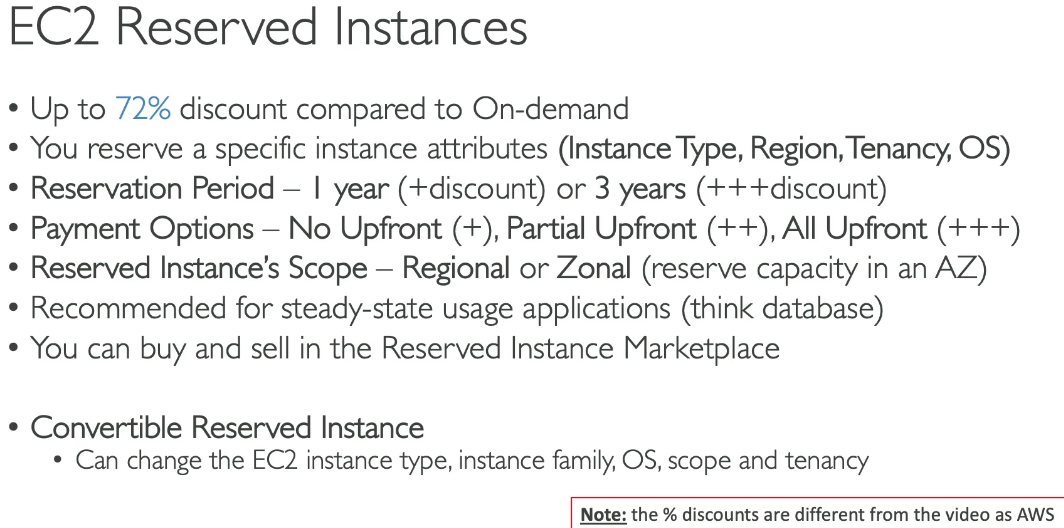 EC2 Reserved Instances
• Up to 72% discount compared to On-demand
• You reserve a specific instance attributes (Instance Type, Region, Tenancy, OS)
• Reservation Period – 1 year (+discount) or 3 years (+++discount)
• Payment Options – No Upfront (+), Partial Upfront (++), All Upfront (+++)
• Reserved Instance's Scope – Regional or Zonal (reserve capacity in an AZ)
• Recommended for steady-state usage applications (think database)
• You can buy and sell in the Reserved Instance Marketplace
• Convertible Reserved Instance
• Can change the EC2 instance type, instance family, OS, scope and tenancy
Note: the % discounts are different from the video as AWS